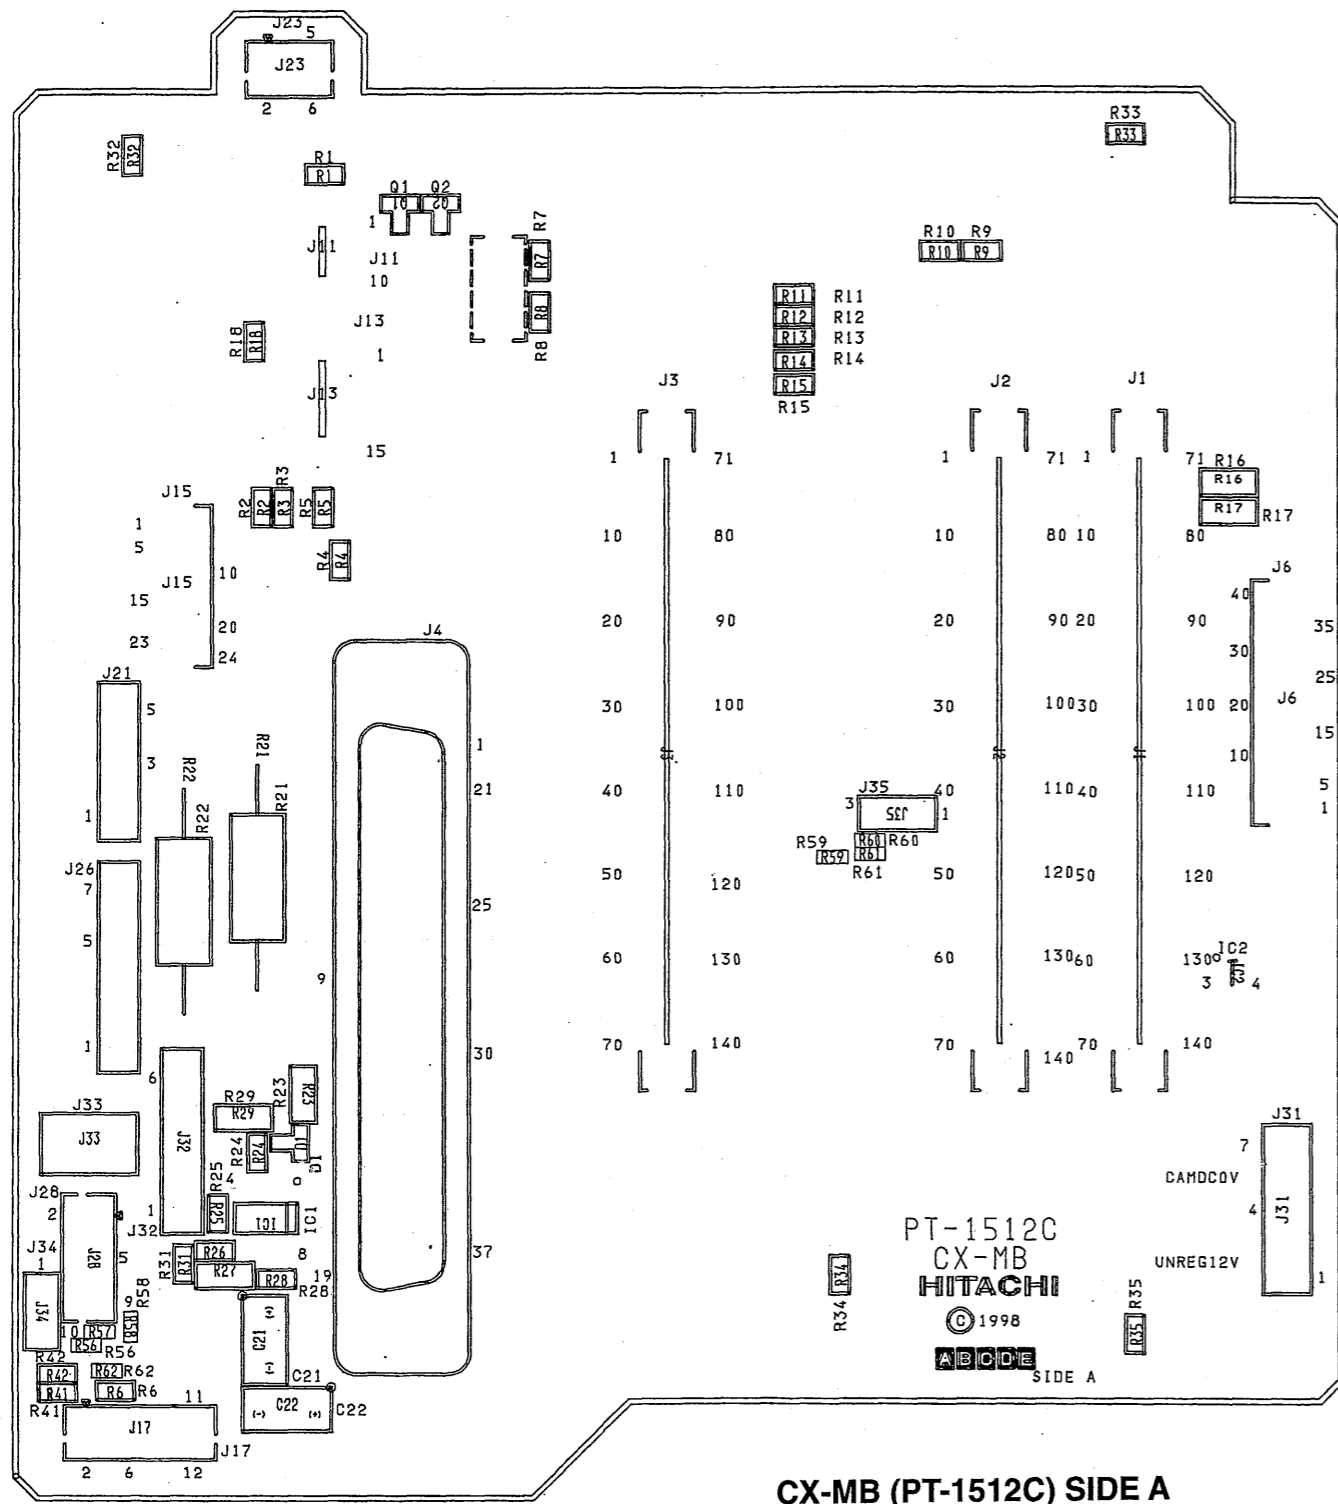 J23
5
J23
2 6
R33
R33
R32
R32
R1
R1
Q1 Q2
Q1 Q2
1
R7
R7
J11
J11
10
R10 R9
R10 R9
R11 R11
R12 R12
R13 R13
R14 R14
R15
R15
R8
R8
J13
1
R18
R18
J13
15
J3
J2
J1
1 71
1 71
1 71
R16
R16
R17
R17
J15
R2
R2
R3
R3
R5
R5
1
5
10 80
10 80
10 80
R4
R4
J15
10
15
20
23
24
J6
40
35
30
25
J6
20
15
10
5
1
20 90
20 90
20 90
J4
J21
5
3
1
30 100
30 100
30 100
R21
R21
R22
R22
1
21
J3
J2
J1
40 110
40 110
40 110
J35
3
J35
1
R59
R59
R60
R60
R61
R61
J26
7
5
1
50 120
50 120
50 120
25
9
60 130
60 130
60 130
IC2
IC2
3 4
70 140
70 140
70 140
30
6
J32
1
J32
R29
R29
R23
R23
R24
R24
D1
D1
J33
J33
R25
R25
4
IC1
IC1
8
J28
2
J28
5
9
10
J34
1
J34
R31
R31
R26
R27
R28
R28
19
37
R58
R58
R57
R56
R56
C21
(+)
(-)
C21
R42
R42
R62
R62
R41
R41
R6
R6
C22
(-) (+)
C22
11
J17
J17
2 6 12
J31
7
CAMDC0V
4
J31
UNREG12V
1
PT-1512C
CX-MB
HITACHI
© 1998
ABCDE
SIDE A
R34
R34
R35
R35
CX-MB (PT-1512C) SIDE A